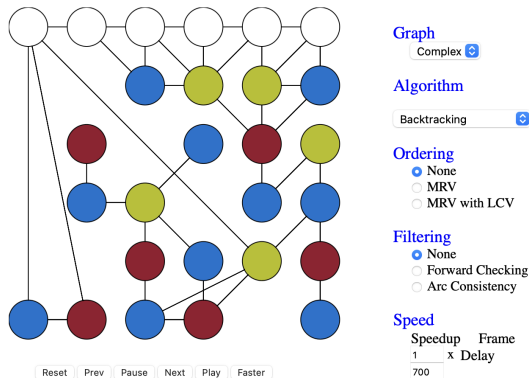 Graph
Complex
Algorithm
Backtracking
Ordering
None
MRV
MRV with LCV
Filtering
None
Forward Checking
Arc Consistency
Speed
Speedup Frame
1 x Delay
700
Reset Prev Pause Next Play Faster